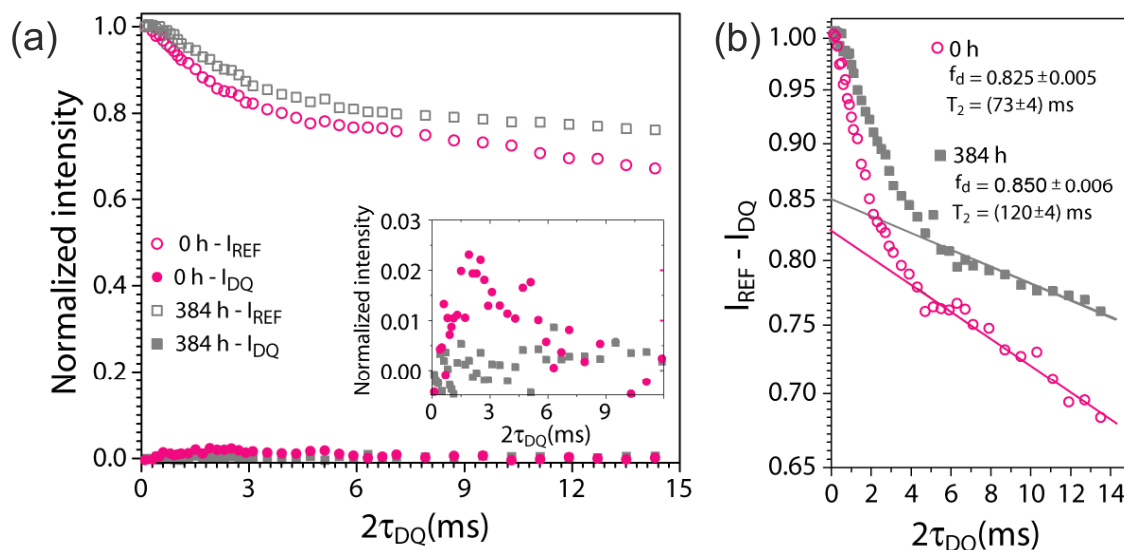 (a)
Normalized intensity
1.0
0.8
0.6
0.4
0.2
0.0
0 h - I_REF
0 h - I_DQ
384 h - I_REF
384 h - I_DQ
Normalized intensity
0.03
0.02
0.01
0.00
0 3 6 9
2τ_DQ(ms)
0 3 6 9 12 15
2τ_DQ(ms)
(b)
I_REF - I_DQ
1.00
0.95
0.90
0.85
0.80
0.75
0.70
0.65
0 h
f_d = 0.825±0.005
T_2 = (73±4) ms
384 h
f_d = 0.850±0.006
T_2 = (120±4) ms
0 2 4 6 8 10 12 14
2τ_DQ(ms)